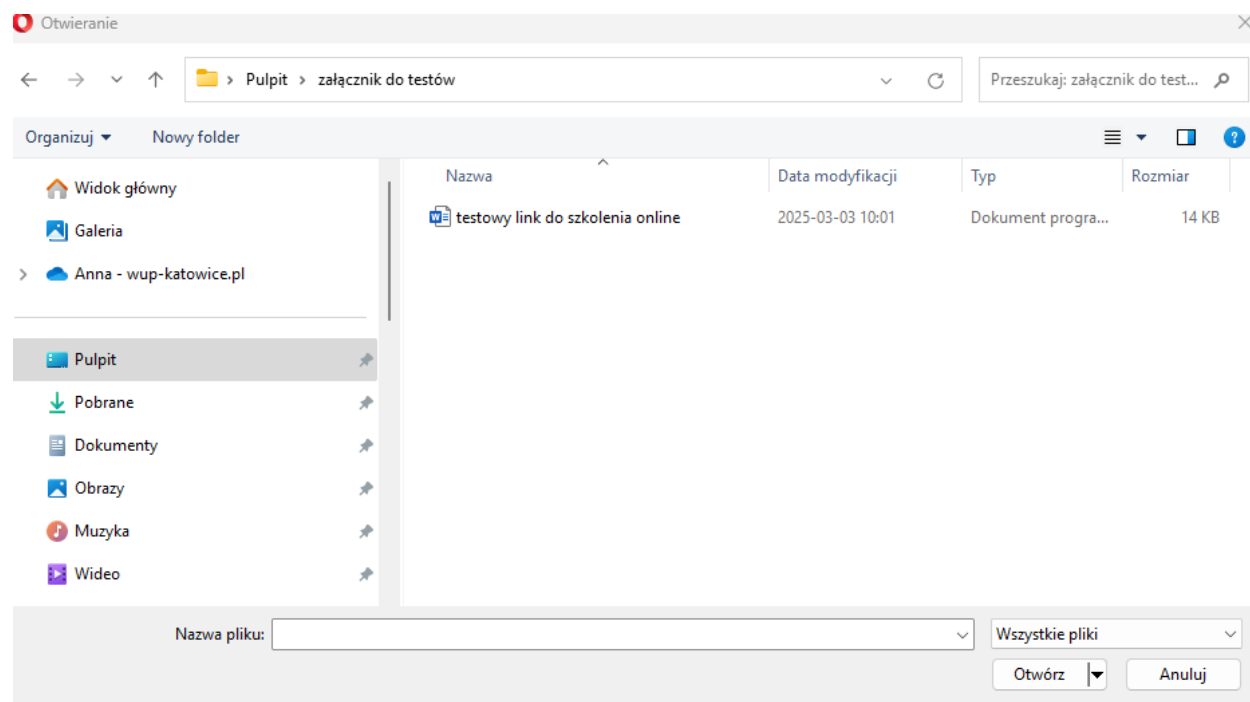 Otwieranie
Pulpit > załącznik do testów
Przeszukaj: załącznik do test...
Organizuj
Nowy folder
Widok główny
Galeria
Anna - wup-katowice.pl
Pulpit
Pobrane
Dokumenty
Obrazy
Muzyka
Wideo
Nazwa Data modyfikacji Typ Rozmiar
testowy link do szkolenia online 2025-03-03 10:01 Dokument progra... 14 KB
Nazwa pliku:
Wszystkie pliki
Otwórz
Anuluj